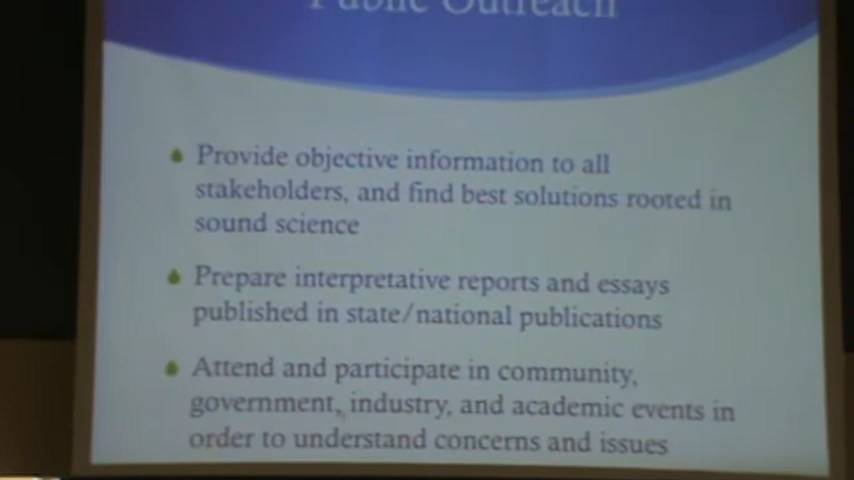 Public Outreach
Provide objective information to all
stakeholders, and find best solutions rooted in
sound science
Prepare interpretative reports and essays
published in state/national publications
Attend and participate in community,
government, industry, and academic events in
order to understand concerns and issues